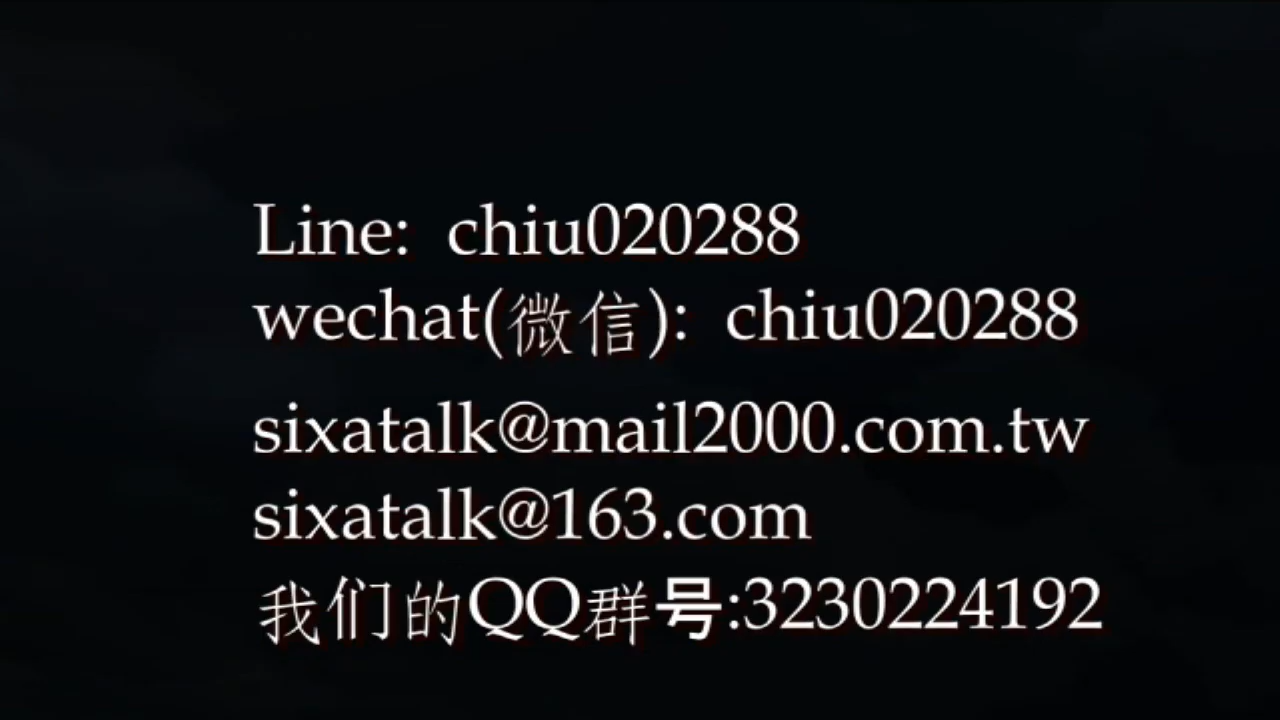 Line: chiu020288
wechat(微信): chiu020288
sixatalk@mail2000.com.tw
sixatalk@163.com
我们的QQ群号:3230224192